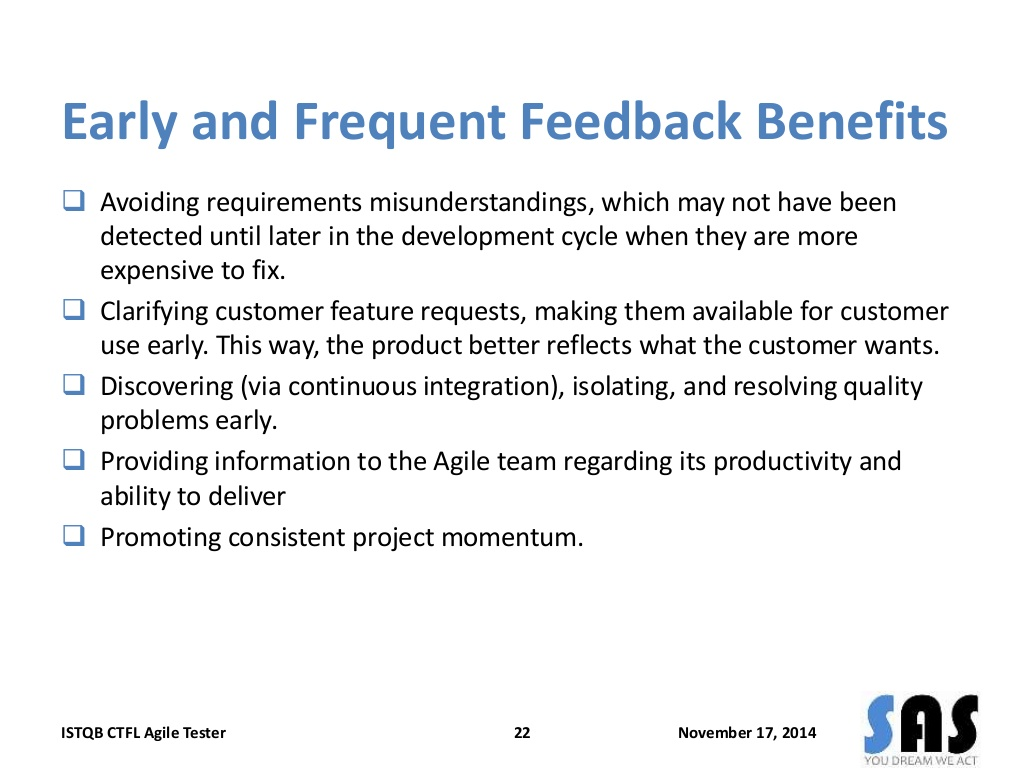 Early and Frequent Feedback Benefits
Avoiding requirements misunderstandings, which may not have been
detected until later in the development cycle when they are more
expensive to fix.
Clarifying customer feature requests, making them available for customer
use early. This way, the product better reflects what the customer wants.
Discovering (via continuous integration), isolating, and resolving quality
problems early.
Providing information to the Agile team regarding its productivity and
ability to deliver
Promoting consistent project momentum.
ISTQB CTFL Agile Tester
22
November 17, 2014
SAS
YOU DREAM WE ACT